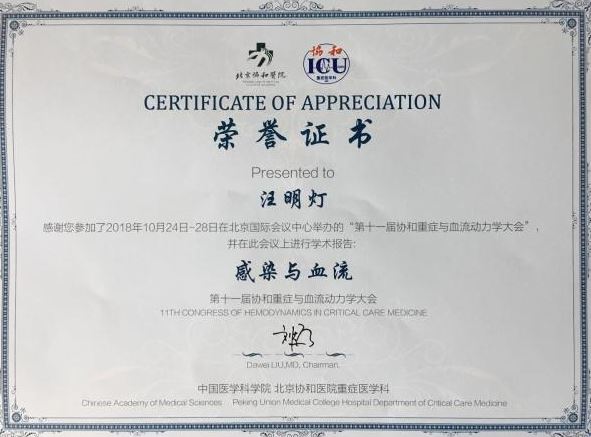 北京协和医院
協和
ICU
重症医学科
CERTIFICATE OF APPRECIATION
荣誉证书
Presented to
汪明灯
感谢您参加了2018年10月24日-28日在北京国际会议中心举办的“第十一届协和重症与血流动力学大会”,
并在此会议上进行学术报告:
感染与血流
第十一届协和重症与血流动力学大会
11TH CONGRESS OF HEMODYNAMICS IN CRITICAL CARE MEDICINE
Dawei LIU,MD, Chairman.
中国医学科学院 北京协和医院重症医学科
Chinese Academy of Medical Sciences Peking Union Medical College Hospital Department of Critical Care Medicine